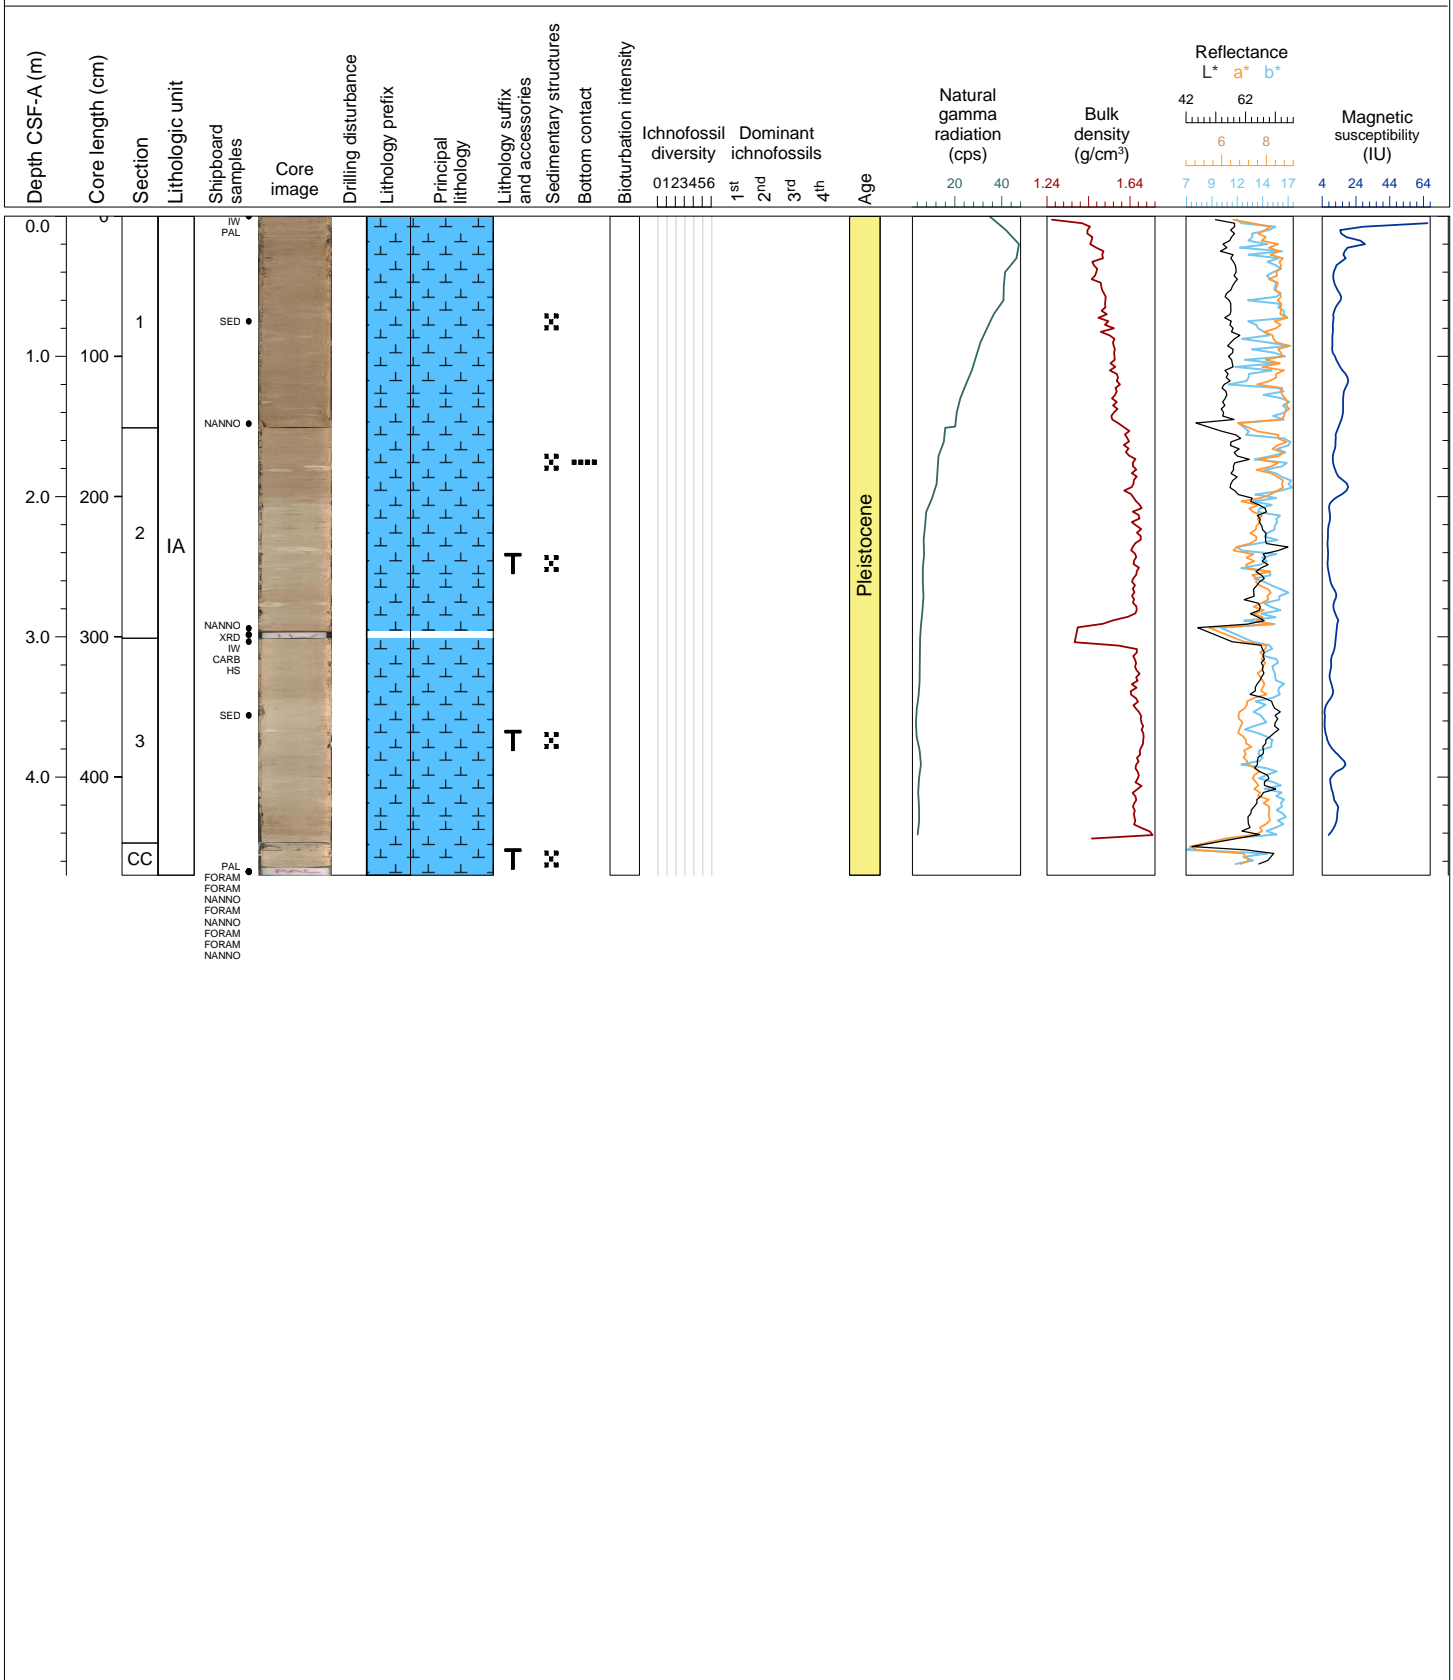 Depth CSF-A (m)
Core length (cm)
Section
Lithologic unit
Shipboard
samples
Core
image
Drilling disturbance
Lithology prefix
Principal
lithology
Lithology suffix
and accessories
Sedimentary structures
Bottom contact
Bioturbation intensity
Ichnofossil
diversity
0123456
Dominant
ichnofossils
1st
2nd
3rd
4th
Age
Natural
gamma
radiation
(cps)
20 40
Bulk
density
(g/cm³)
1.24 1.64
Reflectance
L* a* b*
42 62
6 8
7 9 12 14 17
Magnetic
susceptibility
(IU)
4 24 44 64
0.0
1.0
2.0
3.0
4.0
0
100
200
300
400
1
2
3
CC
IA
IW
PAL
SED
NANNO
NANNO
XRD
IW
CARB
HS
SED
PAL
FORAM
FORAM
NANNO
FORAM
NANNO
FORAM
FORAM
NANNO
T
T
T
Pleistocene